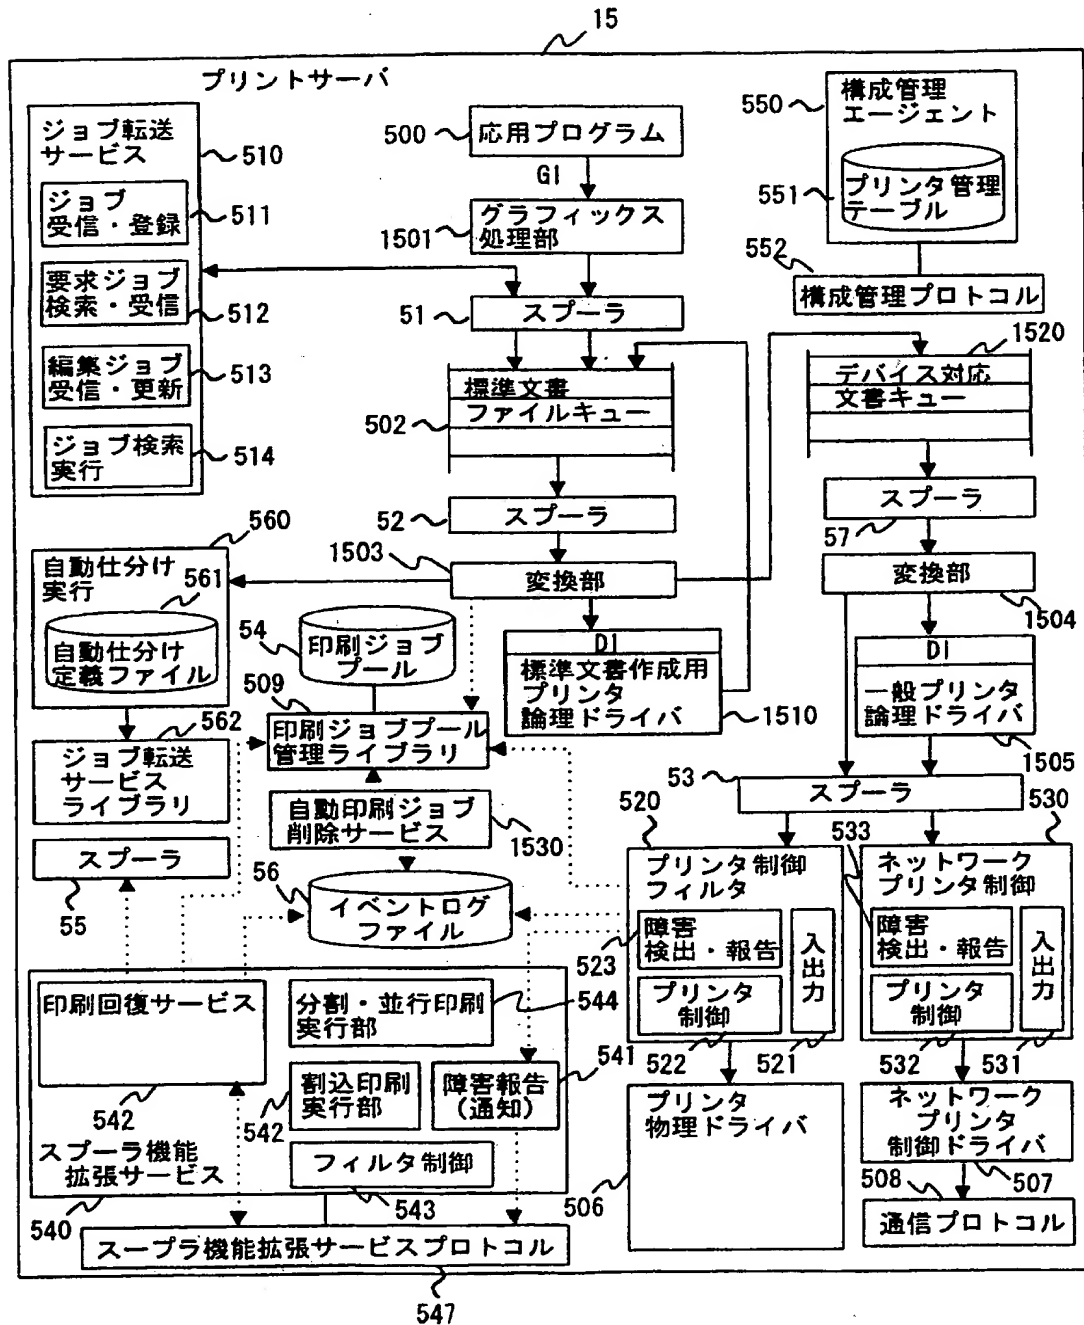 15
プリントサーバ
ジョブ転送
サービス
510
ジョブ
受信・登録
511
要求ジョブ
検索・受信
512
編集ジョブ
受信・更新
513
ジョブ検索
実行
514
500
応用プログラム
GI
1501
グラフィックス
処理部
51
スプーラ
標準文書
ファイルキュー
502
52
スプーラ
1503
変換部
550
構成管理
エージェント
551
プリンタ管理
テーブル
552
構成管理プロトコル
1520
デバイス対応
文書キュー
スプーラ
57
変換部
1504
DI
一般プリンタ
論理ドライバ
1505
560
自動仕分け
実行
561
自動仕分け
定義ファイル
562
ジョブ転送
サービス
ライブラリ
スプーラ
55
54
印刷ジョブ
プール
509
印刷ジョブプール
管理ライブラリ
DI
標準文書作成用
プリンタ
論理ドライバ
1510
自動印刷ジョブ
削除サービス
1530
56
イベントログ
ファイル
53
スプーラ
520
プリンタ制御
フィルタ
障害
検出・報告
523
プリンタ
制御
522
入出力
521
530
533
ネットワーク
プリンタ制御
障害
検出・報告
プリンタ
制御
532
入出力
531
印刷回復サービス
542
分割・並行印刷
実行部
544
割込印刷
実行部
542
障害報告
(通知)
541
フィルタ制御
543
スプーラ機能
拡張サービス
540
スープラ機能拡張サービスプロトコル
547
プリンタ
物理ドライバ
506
ネットワーク
プリンタ
制御ドライバ
507
508
通信プロトコル